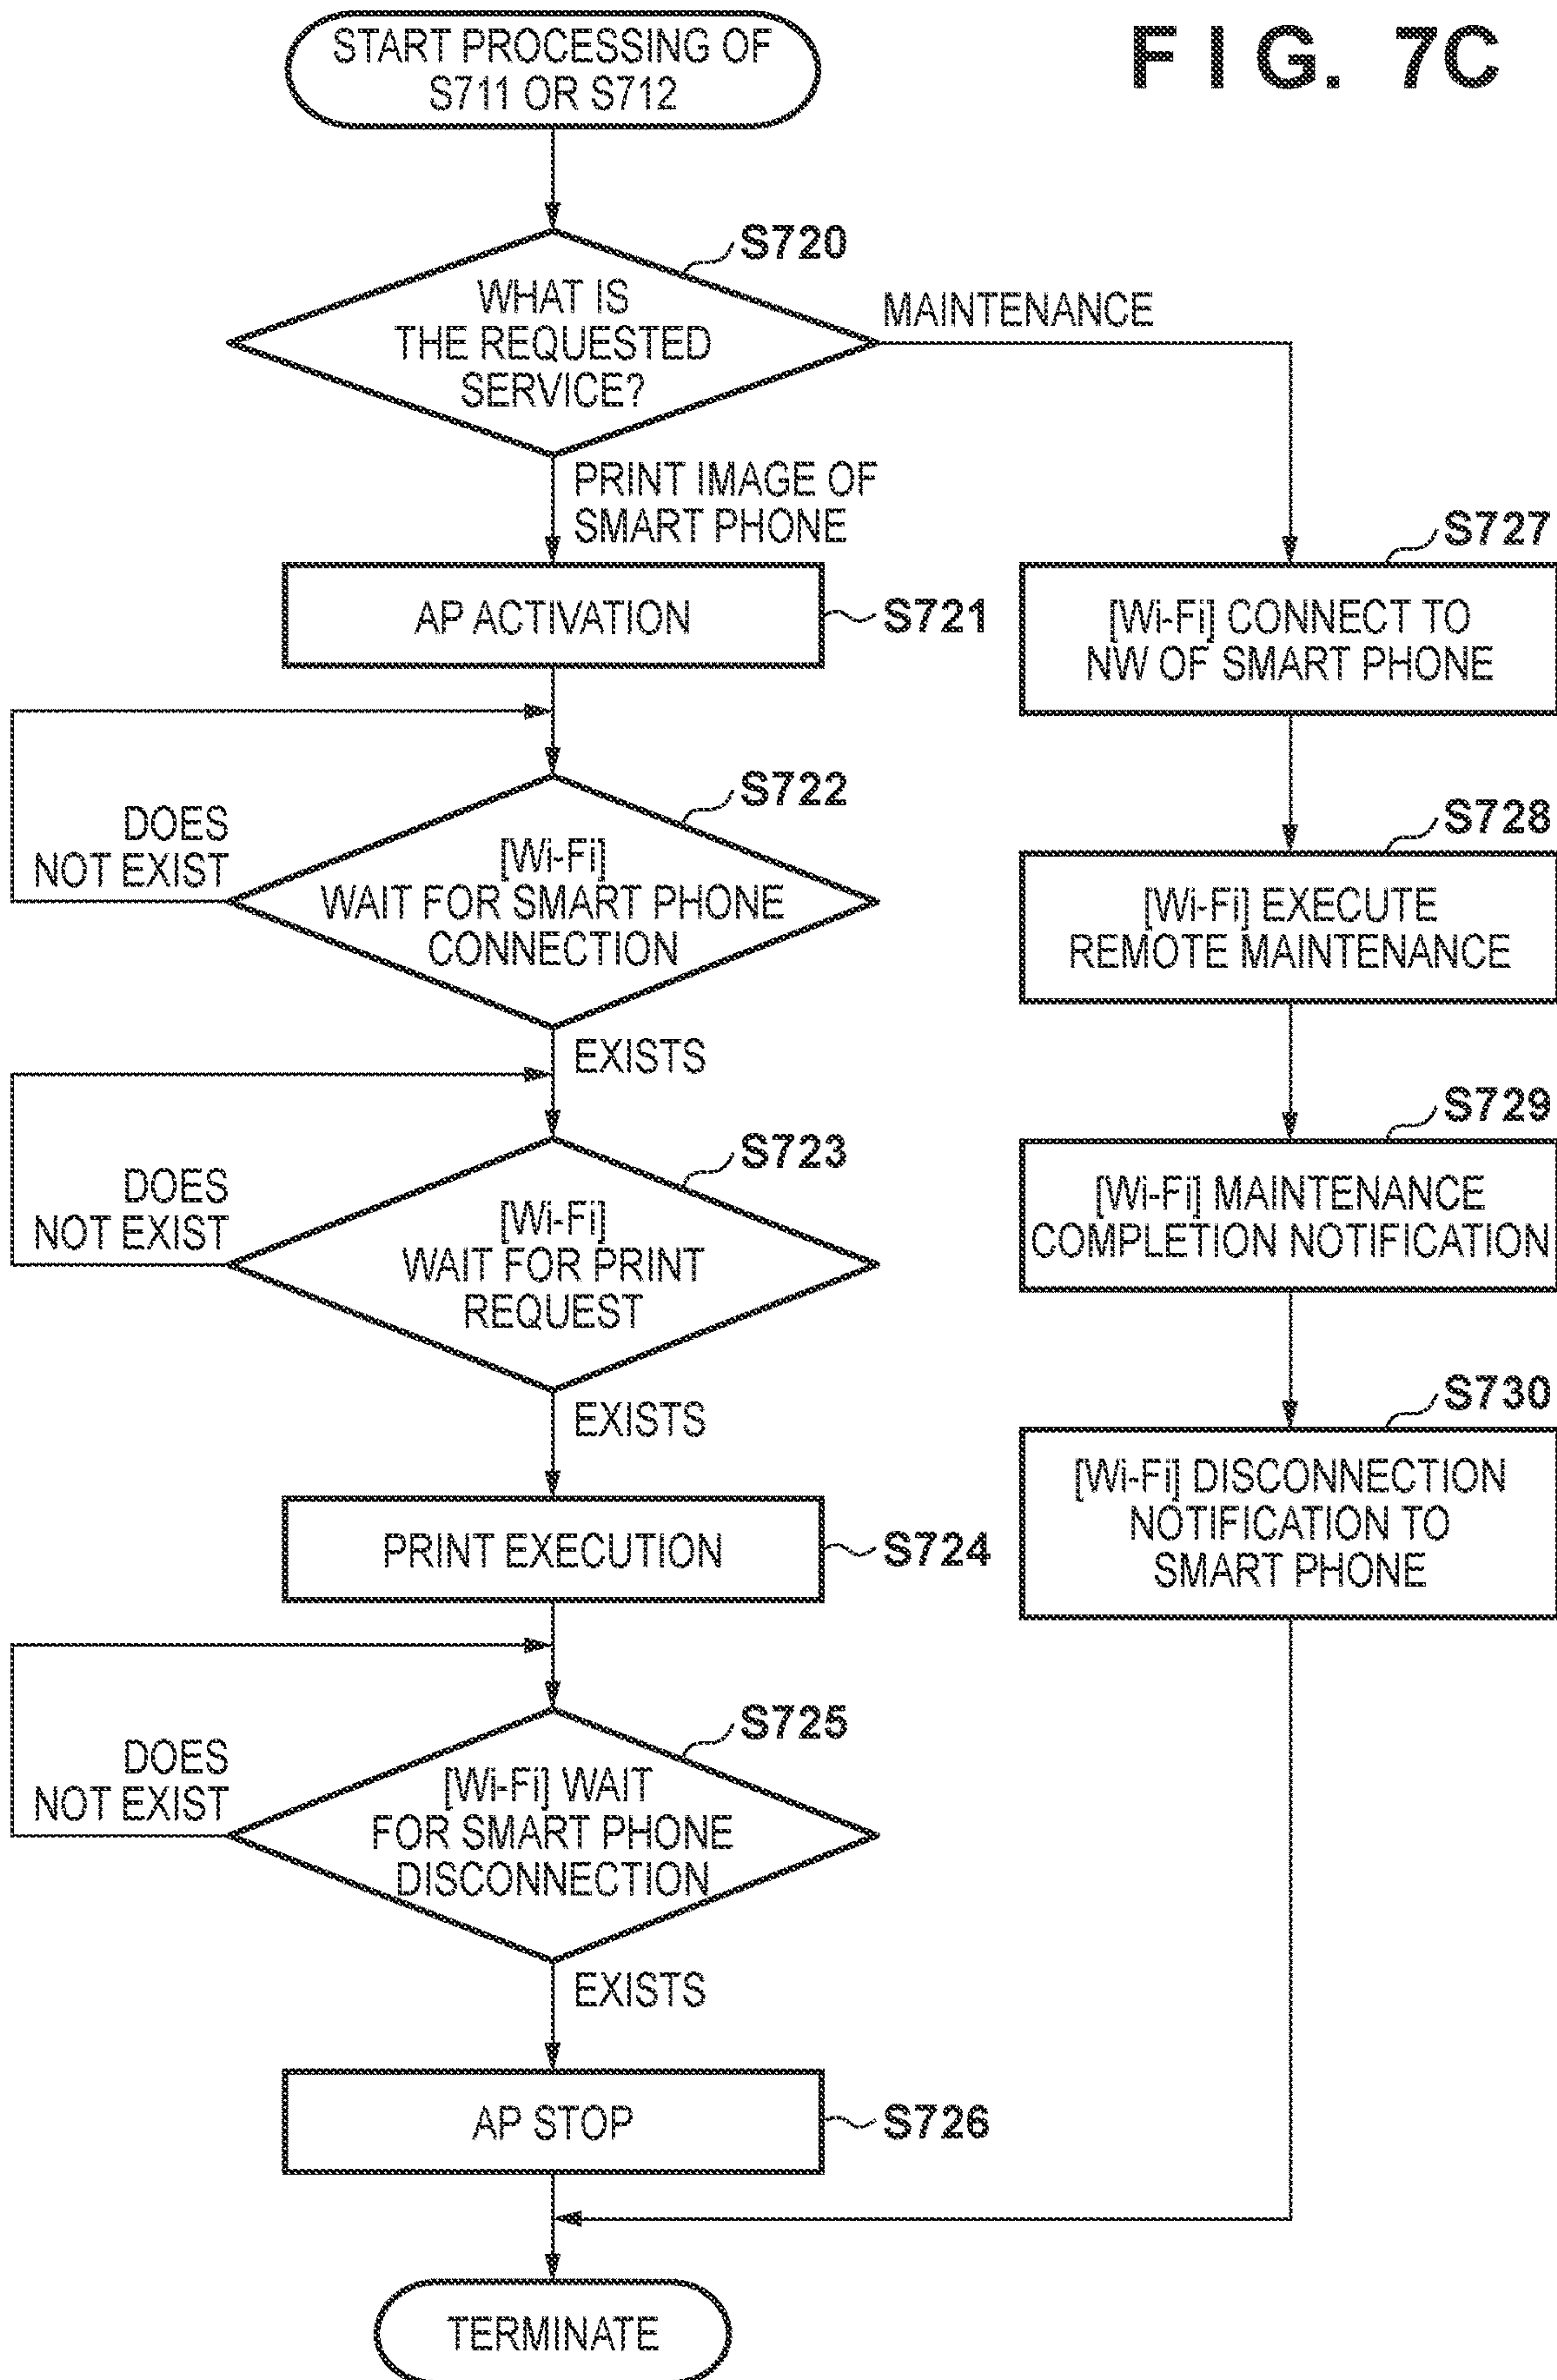 FIG. 7C
START PROCESSING OF
S711 OR S712
S720
WHAT IS
THE REQUESTED
SERVICE?
MAINTENANCE
PRINT IMAGE OF
SMART PHONE
AP ACTIVATION
S721
S722
DOES
NOT EXIST
[Wi-Fi]
WAIT FOR SMART PHONE
CONNECTION
EXISTS
S723
DOES
NOT EXIST
[Wi-Fi]
WAIT FOR PRINT
REQUEST
EXISTS
PRINT EXECUTION
S724
S725
DOES
NOT EXIST
[Wi-Fi] WAIT
FOR SMART PHONE
DISCONNECTION
EXISTS
AP STOP
S726
S727
[Wi-Fi] CONNECT TO
NW OF SMART PHONE
S728
[Wi-Fi] EXECUTE
REMOTE MAINTENANCE
S729
[Wi-Fi] MAINTENANCE
COMPLETION NOTIFICATION
S730
[Wi-Fi] DISCONNECTION
NOTIFICATION TO
SMART PHONE
TERMINATE